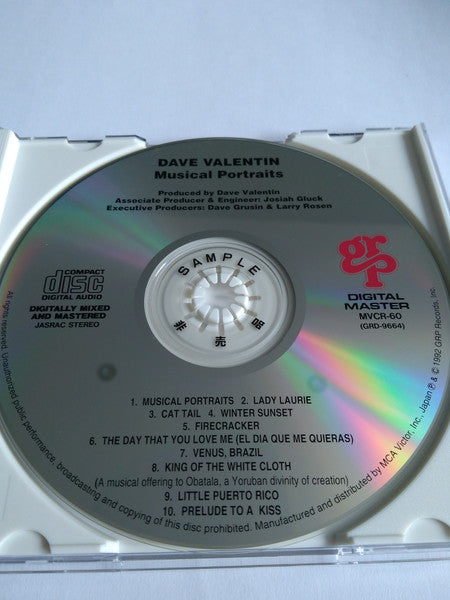 DAVE VALENTIN
Musical Portraits
Produced by Dave Valentin
Associate Producer & Engineer: Josiah Gluck
Executive Producers: Dave Grusin & Larry Rosen
SAMPLE
非売品
COMPACT
disc
DIGITAL AUDIO
DIGITALLY MIXED
AND MASTERED
JASRAC STEREO
grp
DIGITAL
MASTER
MVCR-60
(GRD-9664)
1. MUSICAL PORTRAITS 2. LADY LAURIE
3. CAT TAIL 4. WINTER SUNSET
5. FIRECRACKER
6. THE DAY THAT YOU LOVE ME (EL DIA QUE ME QUIERAS)
7. VENUS, BRAZIL
8. KING OF THE WHITE CLOTH
(A musical offering to Obatala, a Yoruban divinity of creation)
9. LITTLE PUERTO RICO
10. PRELUDE TO A KISS
All rights reserved. Unauthorized public performance, broadcasting and copying of this disc prohibited. Manufactured and distributed by MCA Victor, Inc., Japan ℗ & © 1992 GRP Records, Inc.